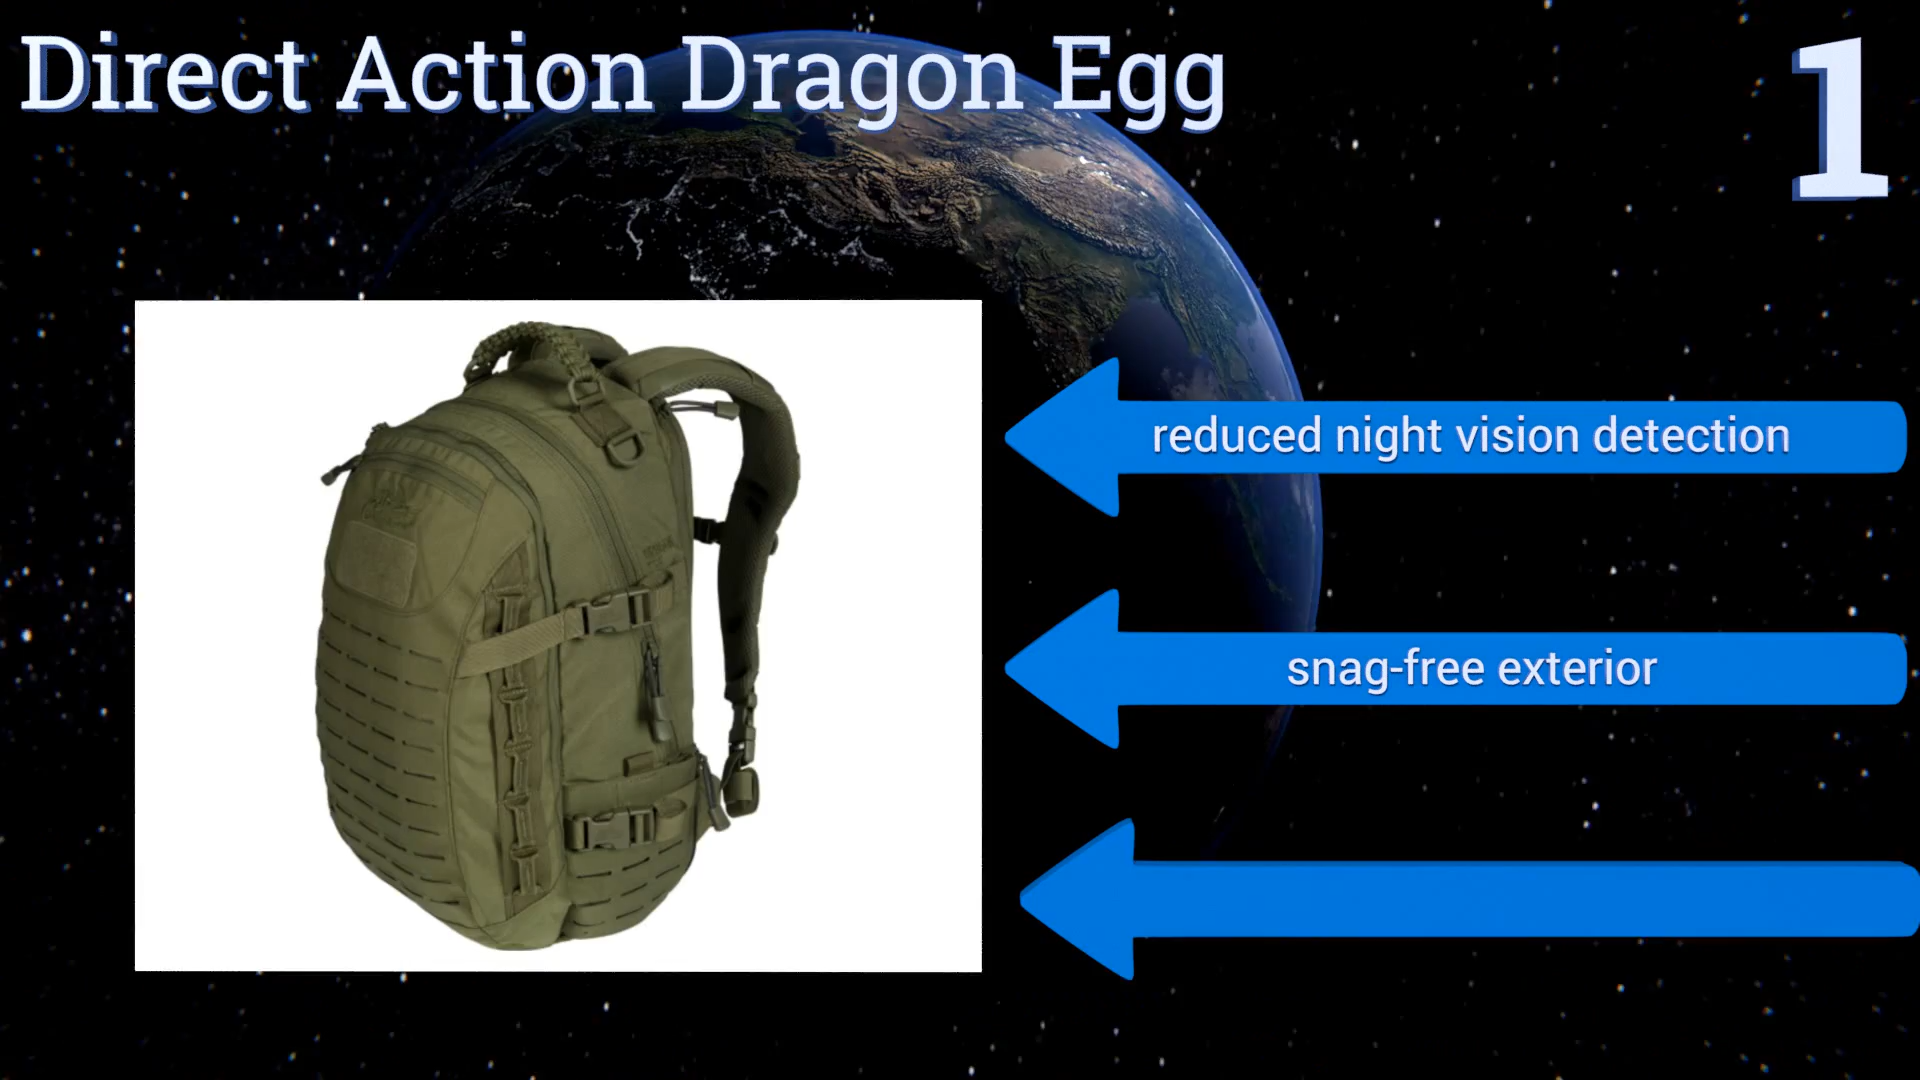 Direct Action Dragon Egg
1
reduced night vision detection
snag-free exterior